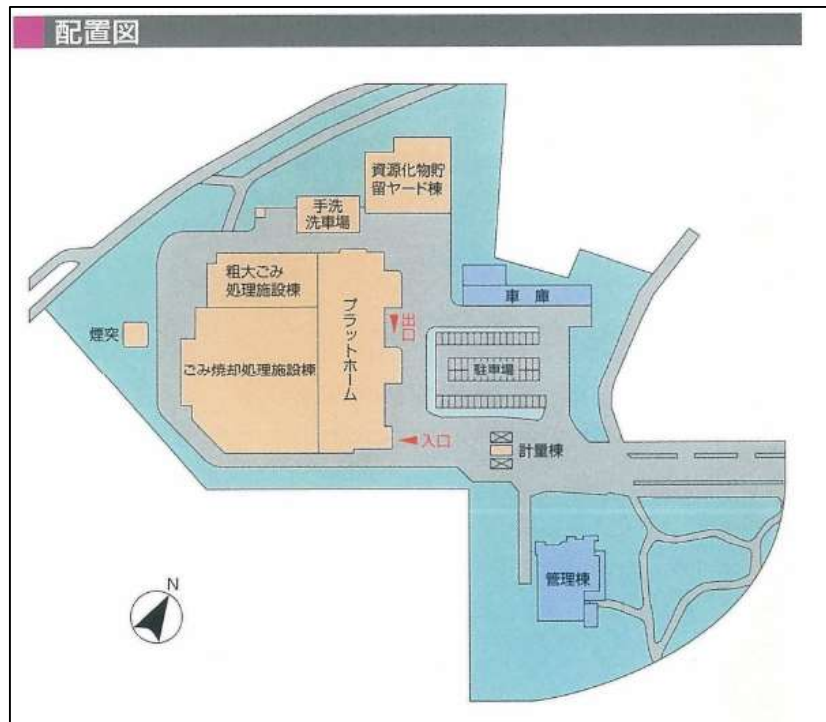 配置図
資源化物貯
留ヤード棟
手洗
洗車場
粗大ごみ
処理施設棟
プラットホーム
車庫
出口
煙突
ごみ焼却処理施設棟
駐車場
入口
計量棟
管理棟
N